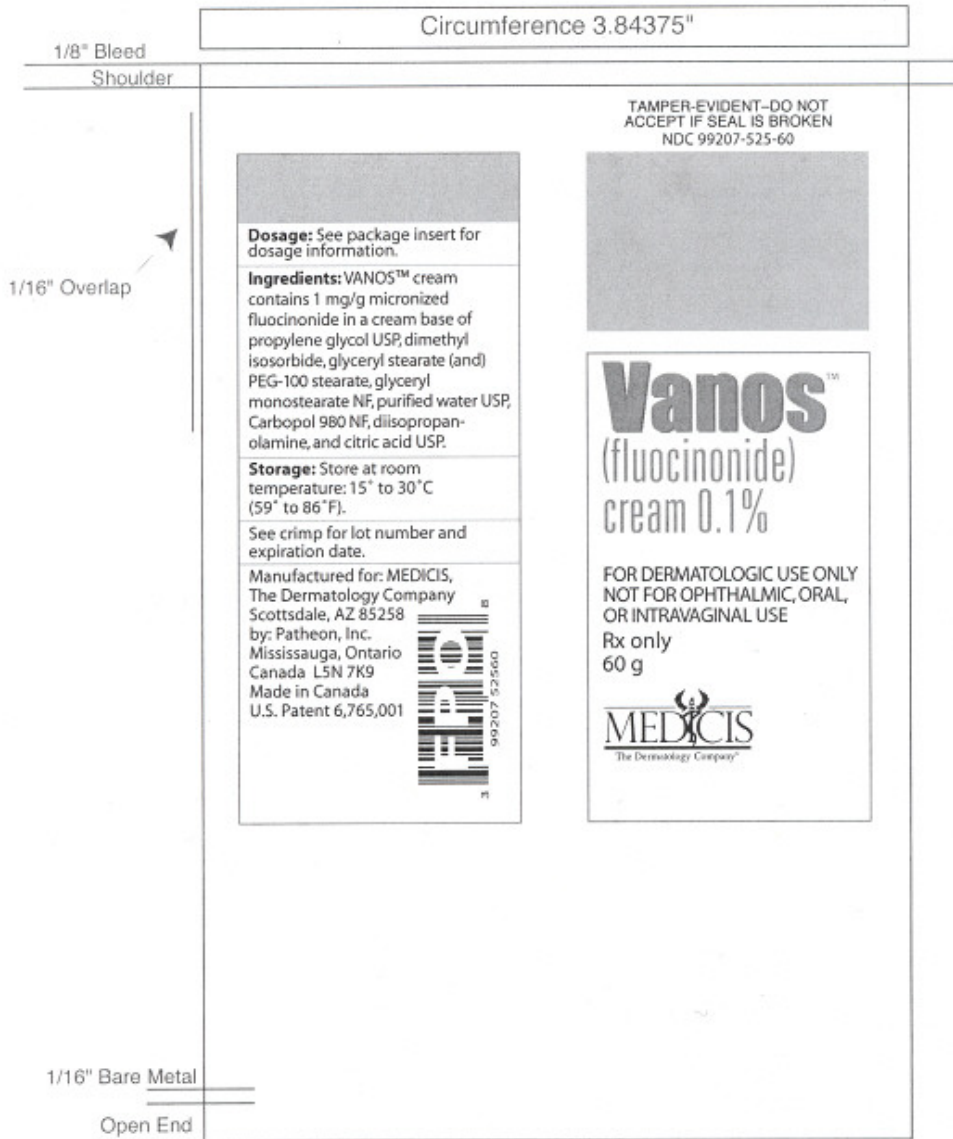 Circumference 3.84375"
1/8" Bleed
Shoulder
1/16" Overlap
TAMPER-EVIDENT–DO NOT
ACCEPT IF SEAL IS BROKEN
NDC 99207-525-60
Dosage: See package insert for
dosage information.
Ingredients: VANOS™ cream
contains 1 mg/g micronized
fluocinonide in a cream base of
propylene glycol USP, dimethyl
isosorbide, glyceryl stearate (and)
PEG-100 stearate, glyceryl
monostearate NF, purified water USP,
Carbopol 980 NF, diisopropan-
olamine, and citric acid USP.
Storage: Store at room
temperature: 15˚ to 30˚C
(59˚ to 86˚F).
See crimp for lot number and
expiration date.
Manufactured for: MEDICIS,
The Dermatology Company
Scottsdale, AZ 85258
by: Patheon, Inc.
Mississauga, Ontario
Canada L5N 7K9
Made in Canada
U.S. Patent 6,765,001
FPO
3 99207 52560 8
Vanos™
(fluocinonide)
cream 0.1%
FOR DERMATOLOGIC USE ONLY
NOT FOR OPHTHALMIC, ORAL,
OR INTRAVAGINAL USE
Rx only
60 g
MEDICIS
The Dermatology Company®
1/16" Bare Metal
Open End